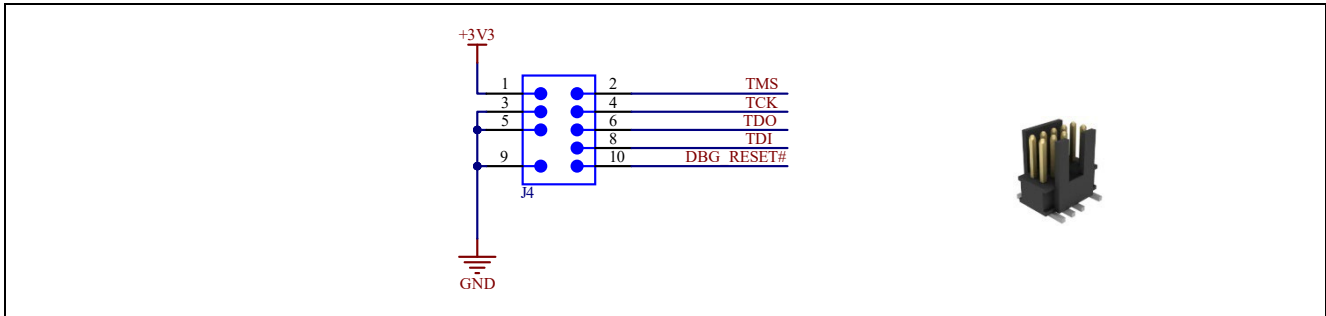 +3V3
1 2 TMS
3 4 TCK
5 6 TDO
8 TDI
9 10 DBG_RESET#
J4
GND